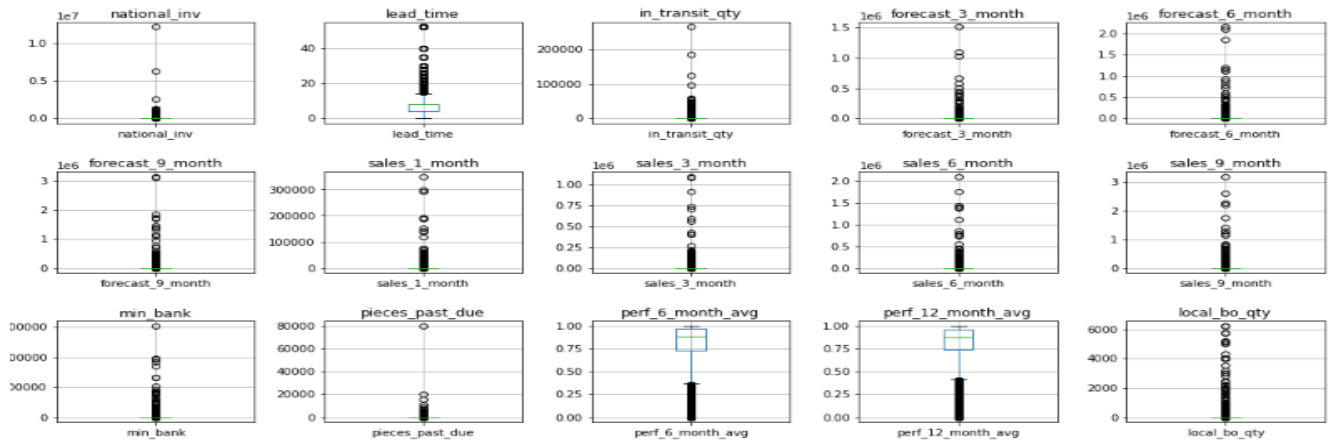 national_inv
1e7
1.0
0.5
0.0
national_inv
lead_time
40
20
0
lead_time
in_transit_qty
200000
100000
0
in_transit_qty
forecast_3_month
1e6
1.5
1.0
0.5
0.0
forecast_3_month
forecast_6_month
1e6
2.0
1.5
1.0
0.5
0.0
forecast_6_month
forecast_9_month
1e6
3
2
1
0
forecast_9_month
sales_1_month
300000
200000
100000
0
sales_1_month
sales_3_month
1e6
1.00
0.75
0.50
0.25
0.00
sales_3_month
sales_6_month
1e6
2.0
1.5
1.0
0.5
0.0
sales_6_month
sales_9_month
1e6
3
2
1
0
sales_9_month
min_bank
00000
00000
00000
0
min_bank
pieces_past_due
80000
60000
40000
20000
0
pieces_past_due
perf_6_month_avg
1.00
0.75
0.50
0.25
0.00
perf_6_month_avg
perf_12_month_avg
1.00
0.75
0.50
0.25
0.00
perf_12_month_avg
local_bo_qty
6000
4000
2000
0
local_bo_qty